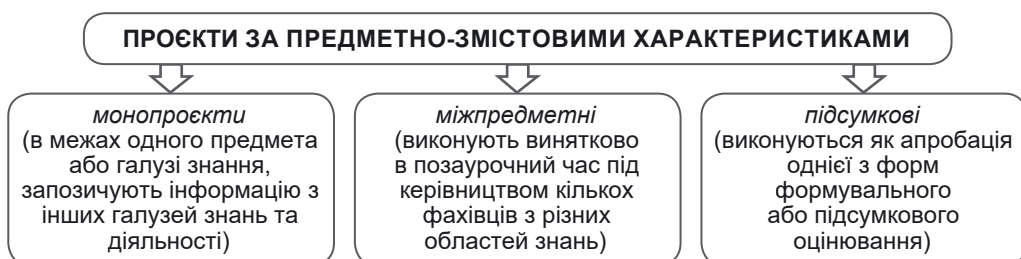 ПРОЄКТИ ЗА ПРЕДМЕТНО-ЗМІСТОВИМИ ХАРАКТЕРИСТИКАМИ
монопроєкти
(в межах одного предмета
або галузі знання,
запозичують інформацію з
інших галузей знань та
діяльності)
міжпредметні
(виконують винятково
в позаурочний час під
керівництвом кількох
фахівців з різних
областей знань)
підсумкові
(виконуються як апробація
однієї з форм
формувального
або підсумкового
оцінювання)